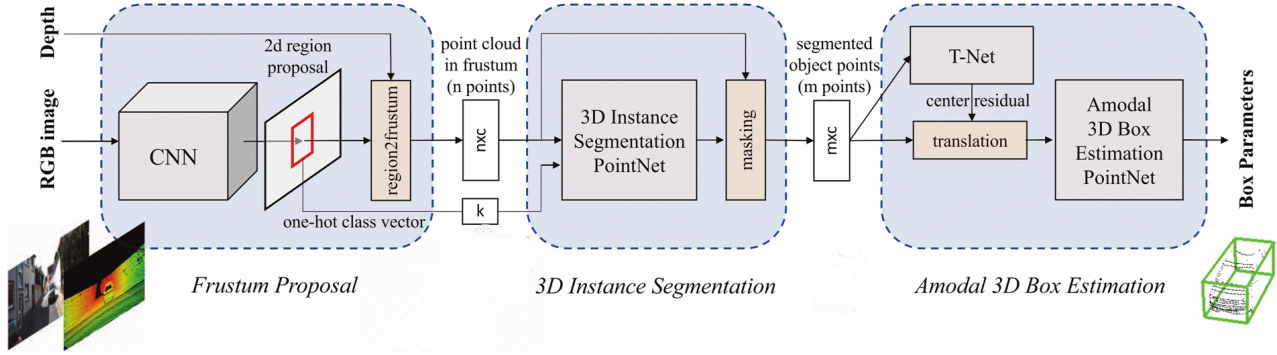 Depth
RGB image
CNN
2d region
proposal
region2frustum
one-hot class vector
point cloud
in frustum
(n points)
nxc
k
3D Instance
Segmentation
PointNet
masking
segmented
object points
(m points)
mxc
T-Net
center residual
translation
Amodal
3D Box
Estimation
PointNet
Box Parameters
Frustum Proposal
3D Instance Segmentation
Amodal 3D Box Estimation